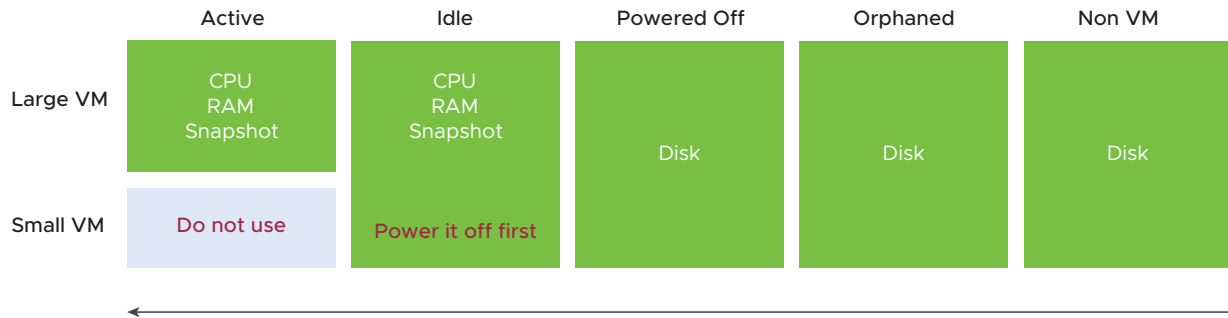 Active
Idle
Powered Off
Orphaned
Non VM
Large VM
CPU
RAM
Snapshot
CPU
RAM
Snapshot
Disk
Disk
Disk
Small VM
Do not use
Power it off first